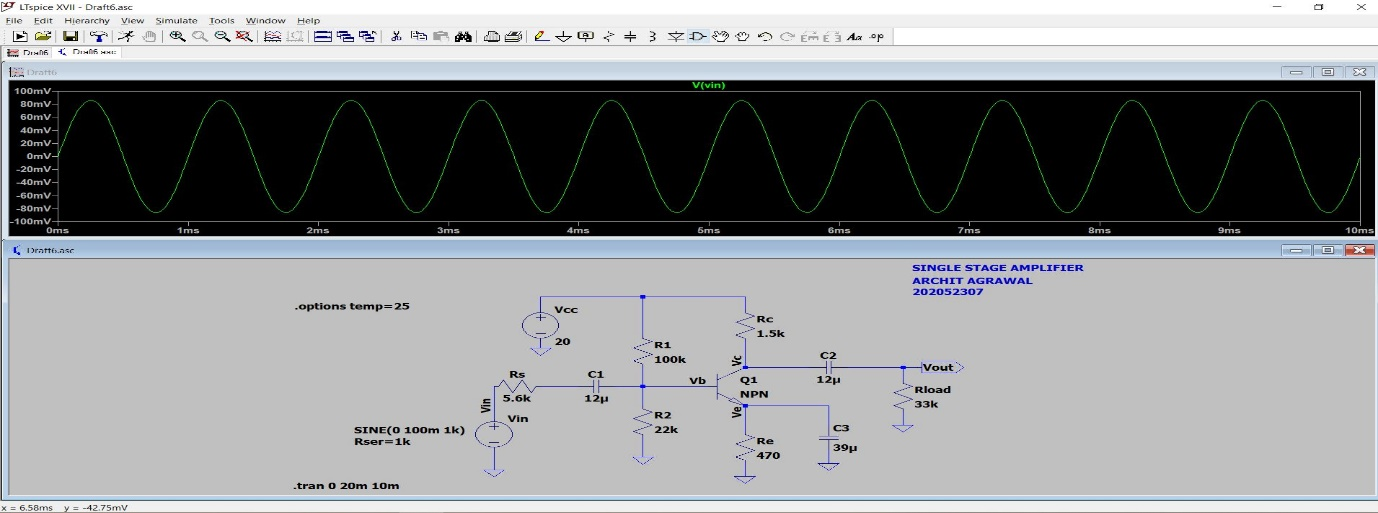 LTspice XVII - Draft6.asc
File Edit Hierarchy View Simulate Tools Window Help
Draft6 Draft6.asc
Draft6
V(vin)
100mV
80mV
60mV
40mV
20mV
0mV
-20mV
-40mV
-60mV
-80mV
-100mV
0ms 1ms 2ms 3ms 4ms 5ms 6ms 7ms 8ms 9ms 10ms
Draft6.asc
SINGLE STAGE AMPLIFIER
ARCHIT AGRAWAL
202052307
.options temp=25
Vcc
20
Rc
1.5k
R1
100k
Vc
C2
12µ
Vout
Rs
5.6k
C1
12µ
Vb
Q1
NPN
Rload
33k
Vin
Vin
SINE(0 100m 1k)
Rser=1k
R2
22k
Ve
Re
470
C3
39µ
.tran 0 20m 10m
x = 6.58ms y = -42.75mV